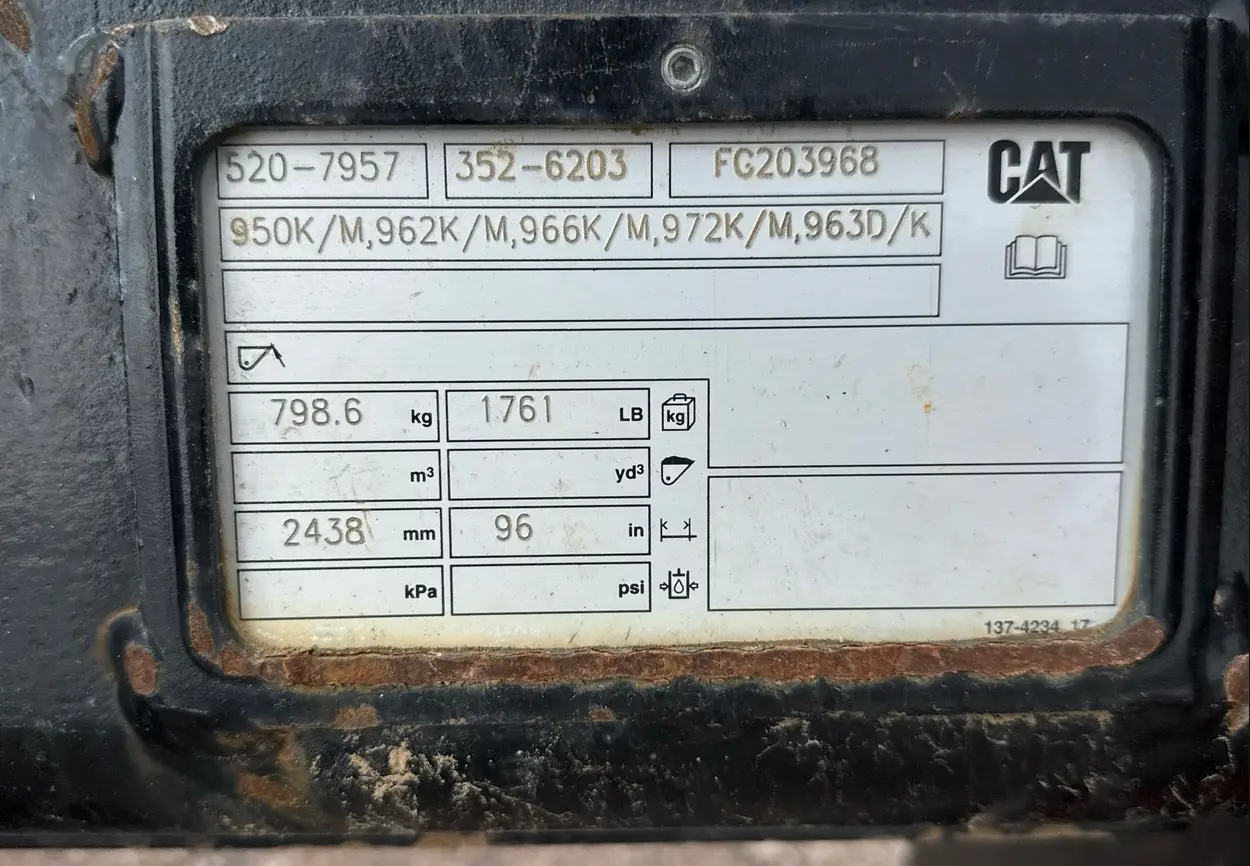 520-7957 352-6203 FG203968 CAT
950K/M,962K/M,966K/M,972K/M,963D/K
798.6 kg 1761 LB kg
m³ yd³
2438 mm 96 in
kPa psi
137-4234 17